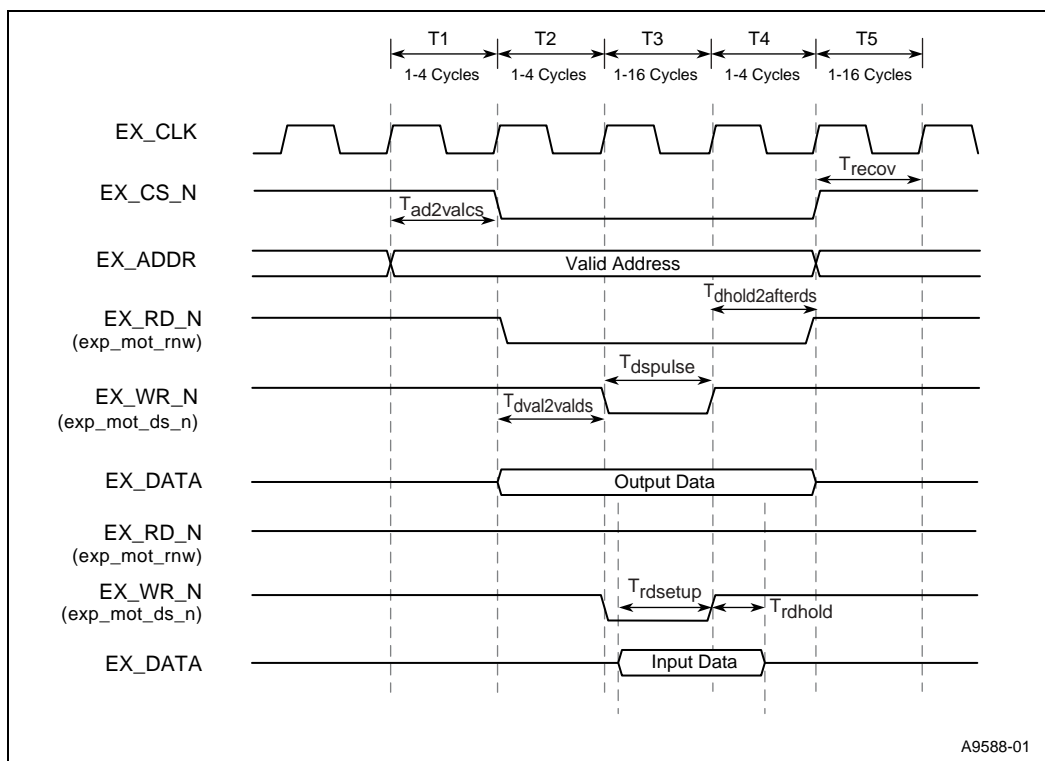 T1 T2 T3 T4 T5
1-4 Cycles 1-4 Cycles 1-16 Cycles 1-4 Cycles 1-16 Cycles
EX_CLK
Trecov
EX_CS_N
Tad2valcs
EX_ADDR
Valid Address
Tdhold2afterds
EX_RD_N
(exp_mot_rnw)
Tdspulse
EX_WR_N
(exp_mot_ds_n)
Tdval2valds
EX_DATA
Output Data
EX_RD_N
(exp_mot_rnw)
EX_WR_N
(exp_mot_ds_n)
Trdsetup
Trdhold
EX_DATA
Input Data
A9588-01